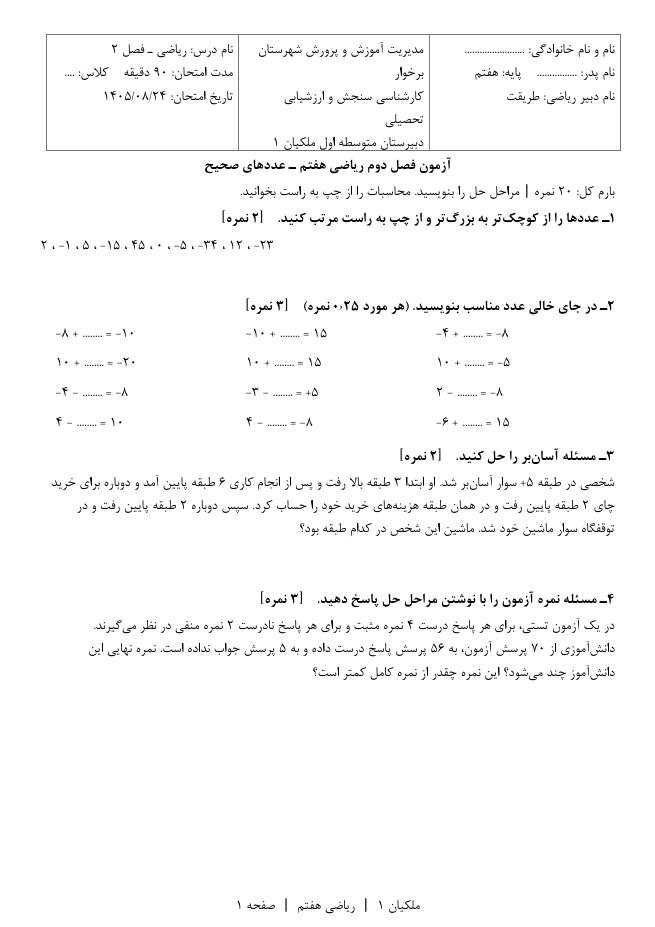 نام و نام خانوادگی: ........................
نام پدر: ................ پایه: هفتم
نام دبیر ریاضی: طریقت
مدیریت آموزش و پرورش شهرستان
برخوار
کارشناسی سنجش و ارزشیابی
تحصیلی
دبیرستان متوسطه اول ملکیان ۱
نام درس: ریاضی ـ فصل ۲
مدت امتحان: ۹۰ دقیقه کلاس: ....
تاریخ امتحان: ۱۴۰۵/۰۸/۲۴
آزمون فصل دوم ریاضی هفتم ـ عددهای صحیح
بارم کل: ۲۰ نمره | مراحل حل را بنویسید. محاسبات را از چپ به راست بخوانید.
۱ـ عددها را از کوچک‌تر به بزرگ‌تر و از چپ به راست مرتب کنید. [۲ نمره]
۲ ، −۱ ، ۵ ، −۱۵ ، ۴۵ ، ۰ ، −۵ ، −۳۴ ، ۱۲ ، −۲۳
۲ـ در جای خالی عدد مناسب بنویسید. (هر مورد ۰٫۲۵ نمره) [۳ نمره]
−۸ + ........ = −۱۰ −۱۰ + ........ = ۱۵ −۴ + ........ = −۸
۱۰ + ........ = −۲۰ ۱۰ + ........ = ۱۵ ۱۰ + ........ = −۵
−۴ − ........ = −۸ −۳ − ........ = +۵ ۲ − ........ = −۸
۴ − ........ = ۱۰ ۴ − ........ = −۸ −۶ + ........ = ۱۵
۳ـ مسئله آسان‌بر را حل کنید. [۲ نمره]
شخصی در طبقه ۵+ سوار آسان‌بر شد. او ابتدا ۳ طبقه بالا رفت و پس از انجام کاری ۶ طبقه پایین آمد و دوباره برای خرید
چای ۲ طبقه پایین رفت و در همان طبقه هزینه‌های خرید خود را حساب کرد. سپس دوباره ۲ طبقه پایین رفت و در
توقفگاه سوار ماشین خود شد. ماشین این شخص در کدام طبقه بود؟
۴ـ مسئله نمره آزمون را با نوشتن مراحل حل پاسخ دهید. [۳ نمره]
در یک آزمون تستی، برای هر پاسخ درست ۴ نمره مثبت و برای هر پاسخ نادرست ۲ نمره منفی در نظر می‌گیرند.
دانش‌آموزی از ۷۰ پرسش آزمون، به ۵۶ پرسش پاسخ درست داده و به ۵ پرسش جواب نداده است. نمره نهایی این
دانش‌آموز چند می‌شود؟ این نمره چقدر از نمره کامل کمتر است؟
ملکیان ۱ | ریاضی هفتم | صفحه ۱